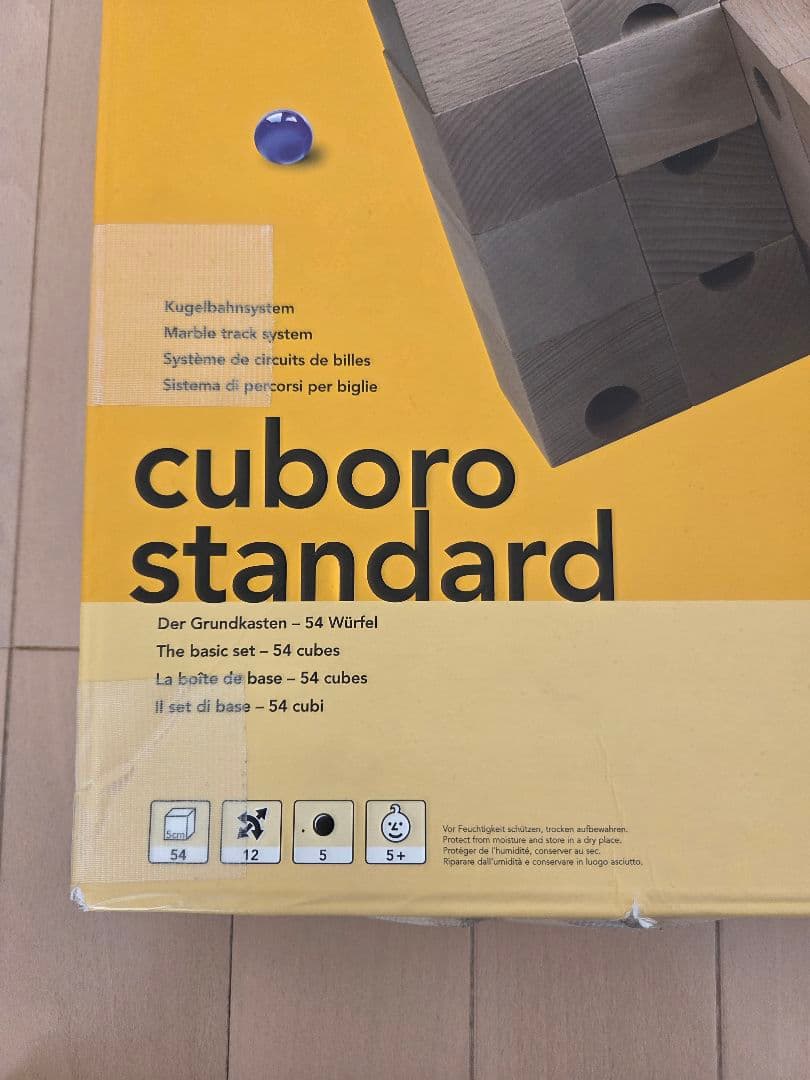 Kugelbahnsystem
Marble track system
Système de circuits de billes
Sistema di percorsi per biglie
cuboro
standard
Der Grundkasten – 54 Würfel
The basic set – 54 cubes
La boîte de base – 54 cubes
Il set di base – 54 cubi
5cm
54
12
5
5+
Vor Feuchtigkeit schützen, trocken aufbewahren.
Protect from moisture and store in a dry place.
Protéger de l'humidité, conserver au sec.
Riparare dall'umidità e conservare in luogo asciutto.